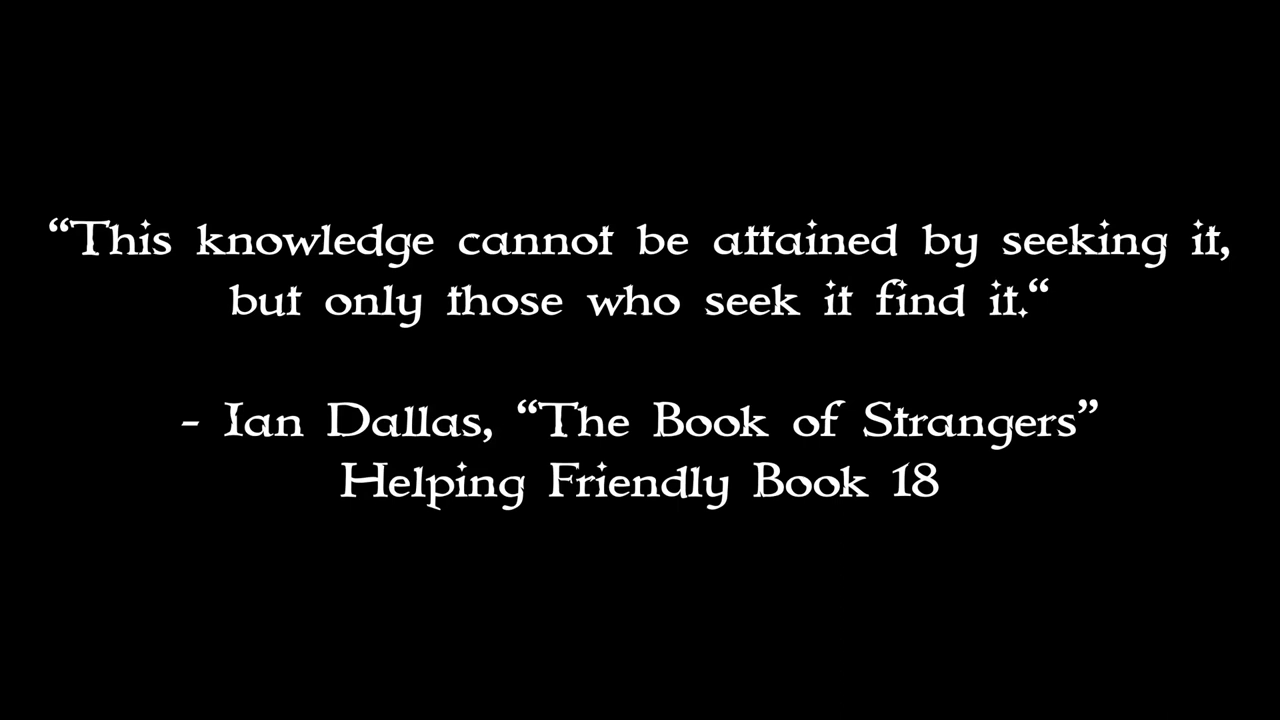 “This knowledge cannot be attained by seeking it,
but only those who seek it find it.“
- Ian Dallas, “The Book of Strangers”
Helping Friendly Book 18